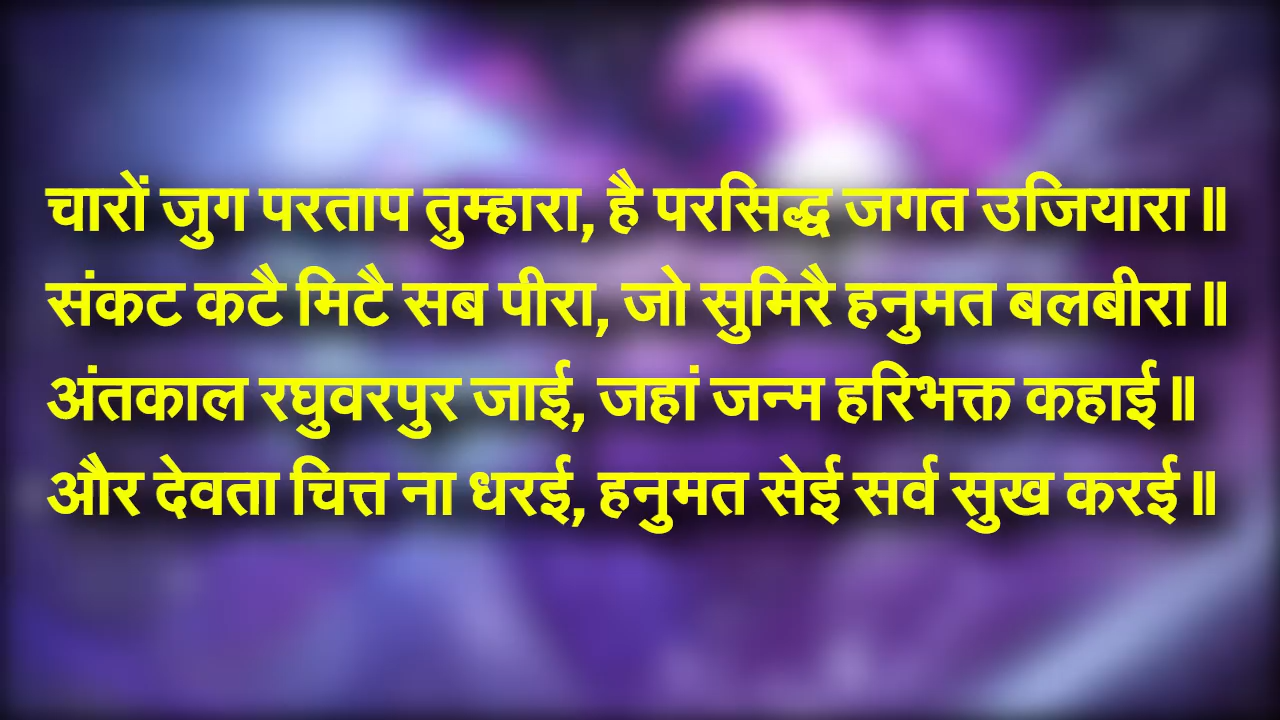 चारों जुग परताप तुम्हारा, है परसिद्ध जगत उजियारा॥
संकट कटै मिटै सब पीरा, जो सुमिरै हनुमत बलबीरा॥
अंतकाल रघुवरपुर जाई, जहां जन्म हरिभक्त कहाई॥
और देवता चित्त ना धरई, हनुमत सेई सर्व सुख करई॥